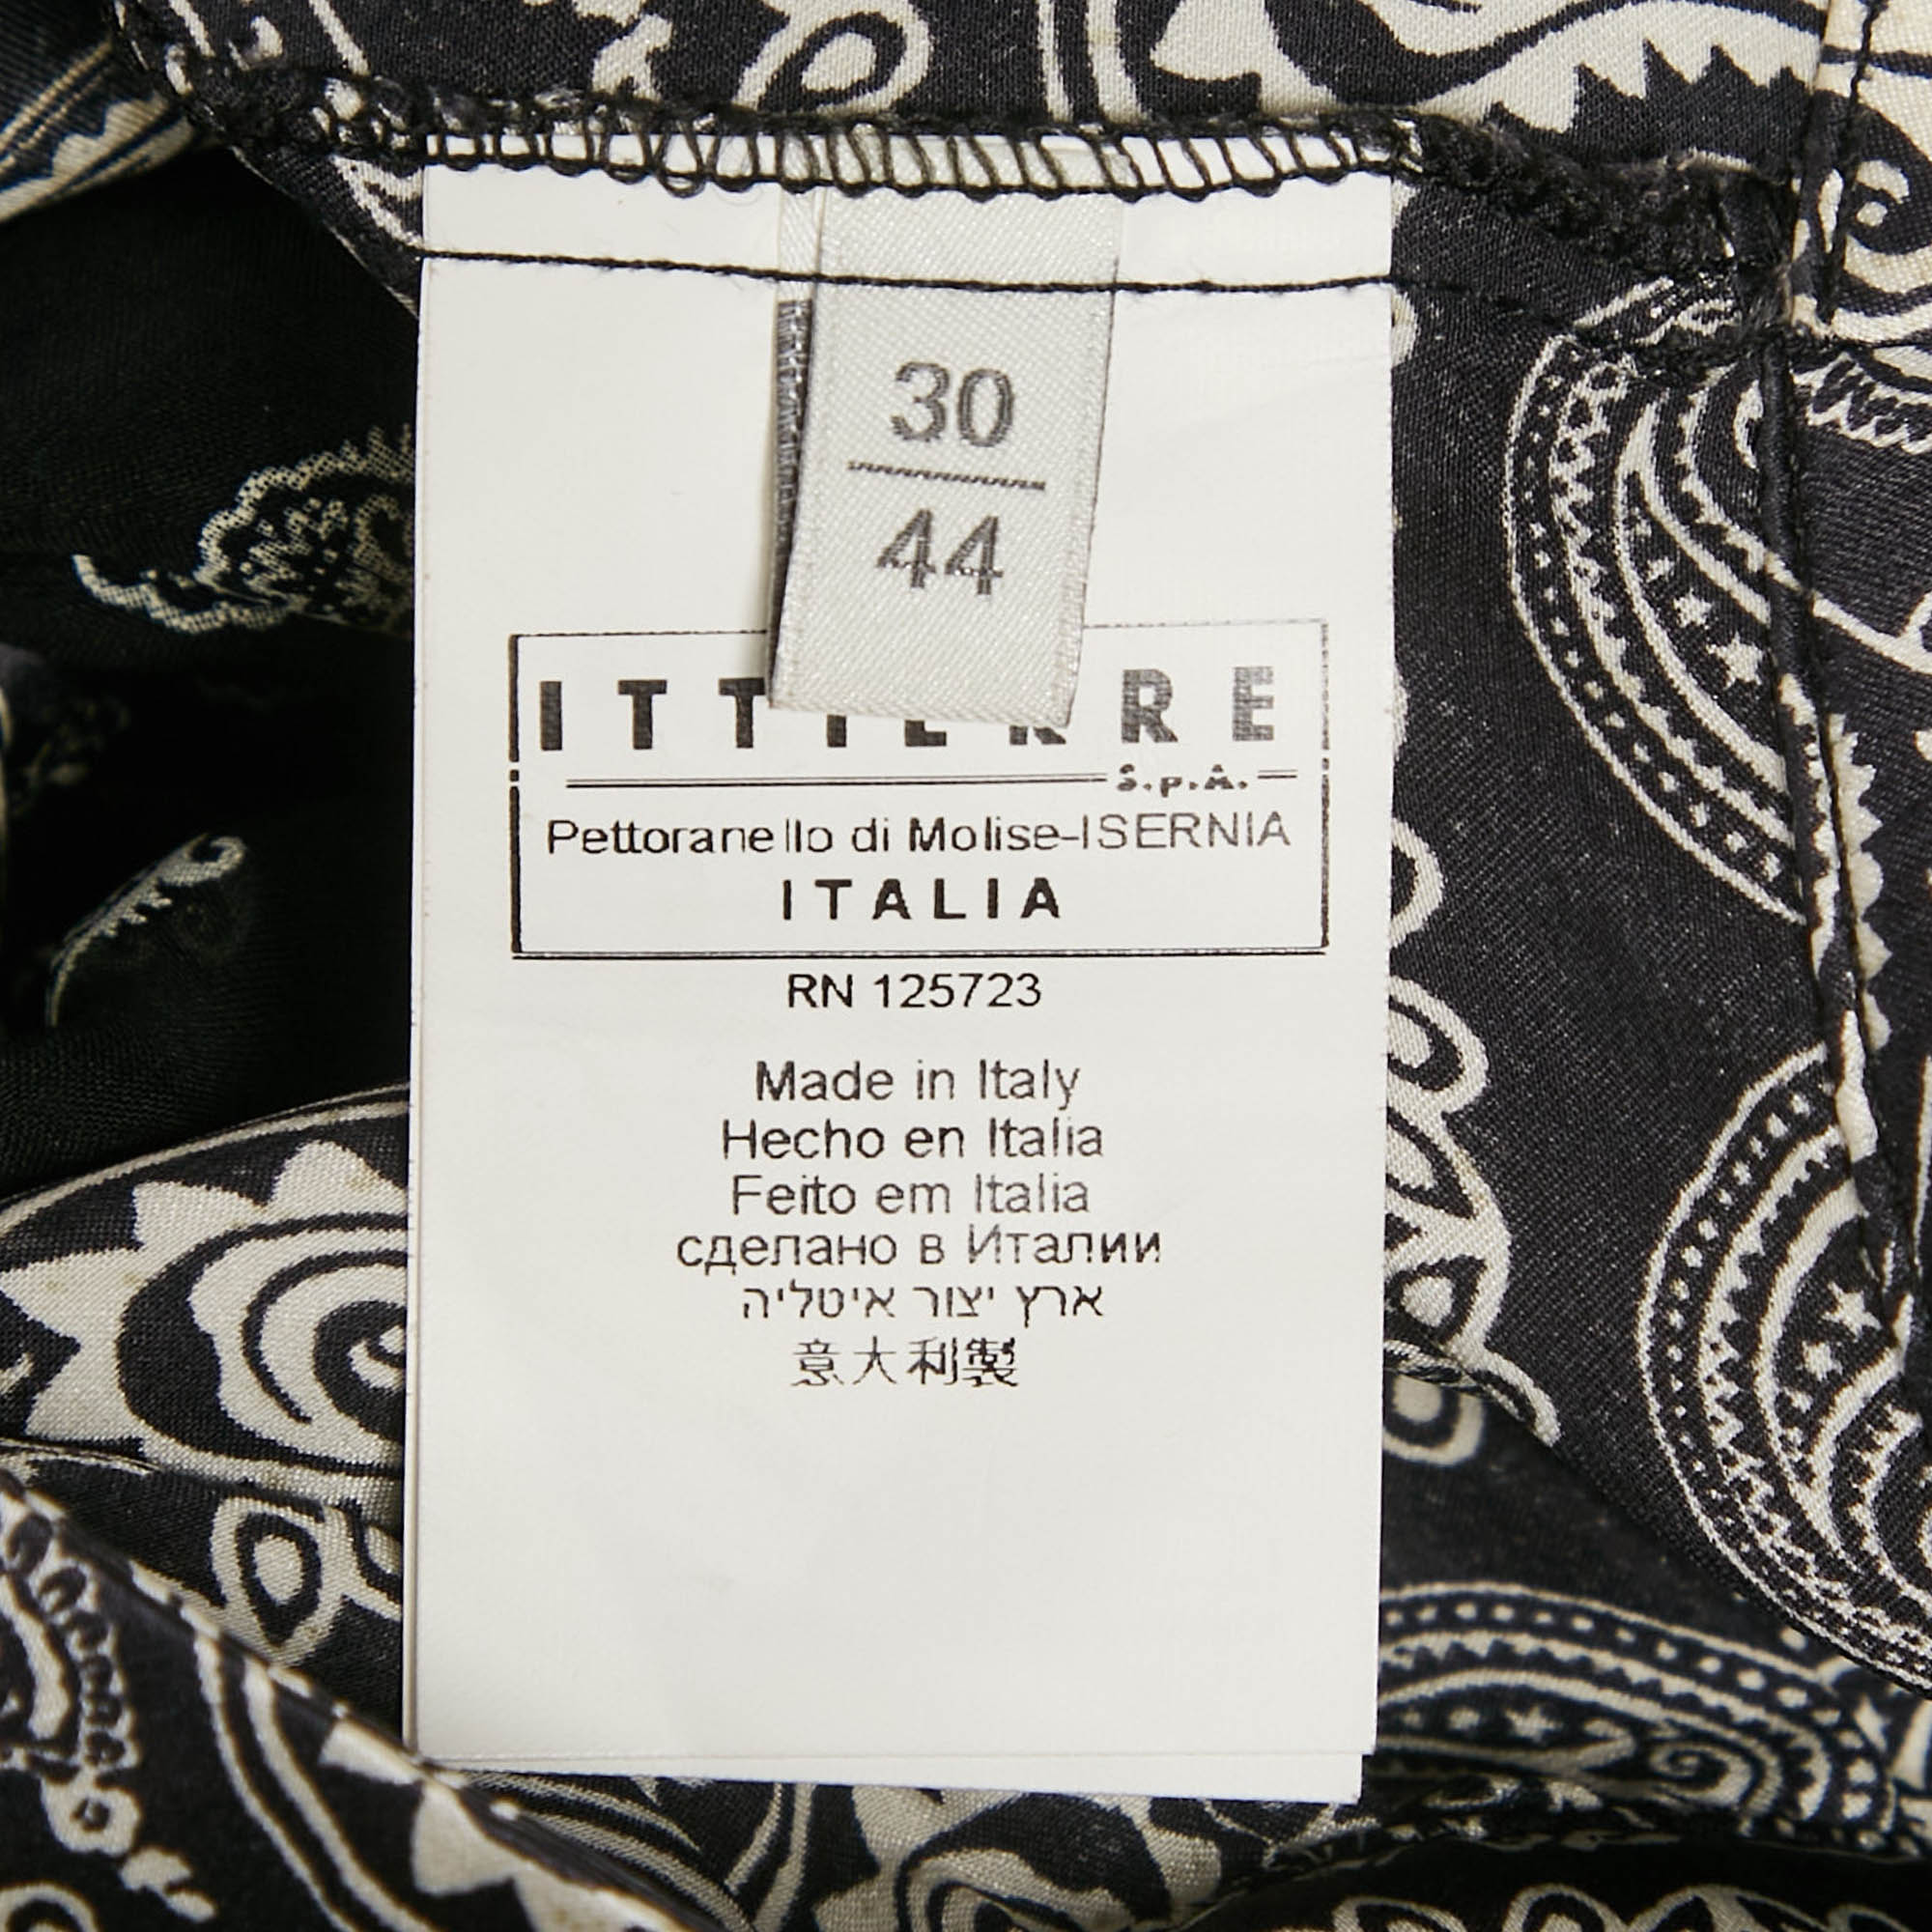 30
44
ITTIERRE
S.p.A.
Pettoranello di Molise-ISERNIA
ITALIA
RN 125723
Made in Italy
Hecho en Italia
Feito em Italia
сделано в Италии
ארץ יצור איטליה
意大利製